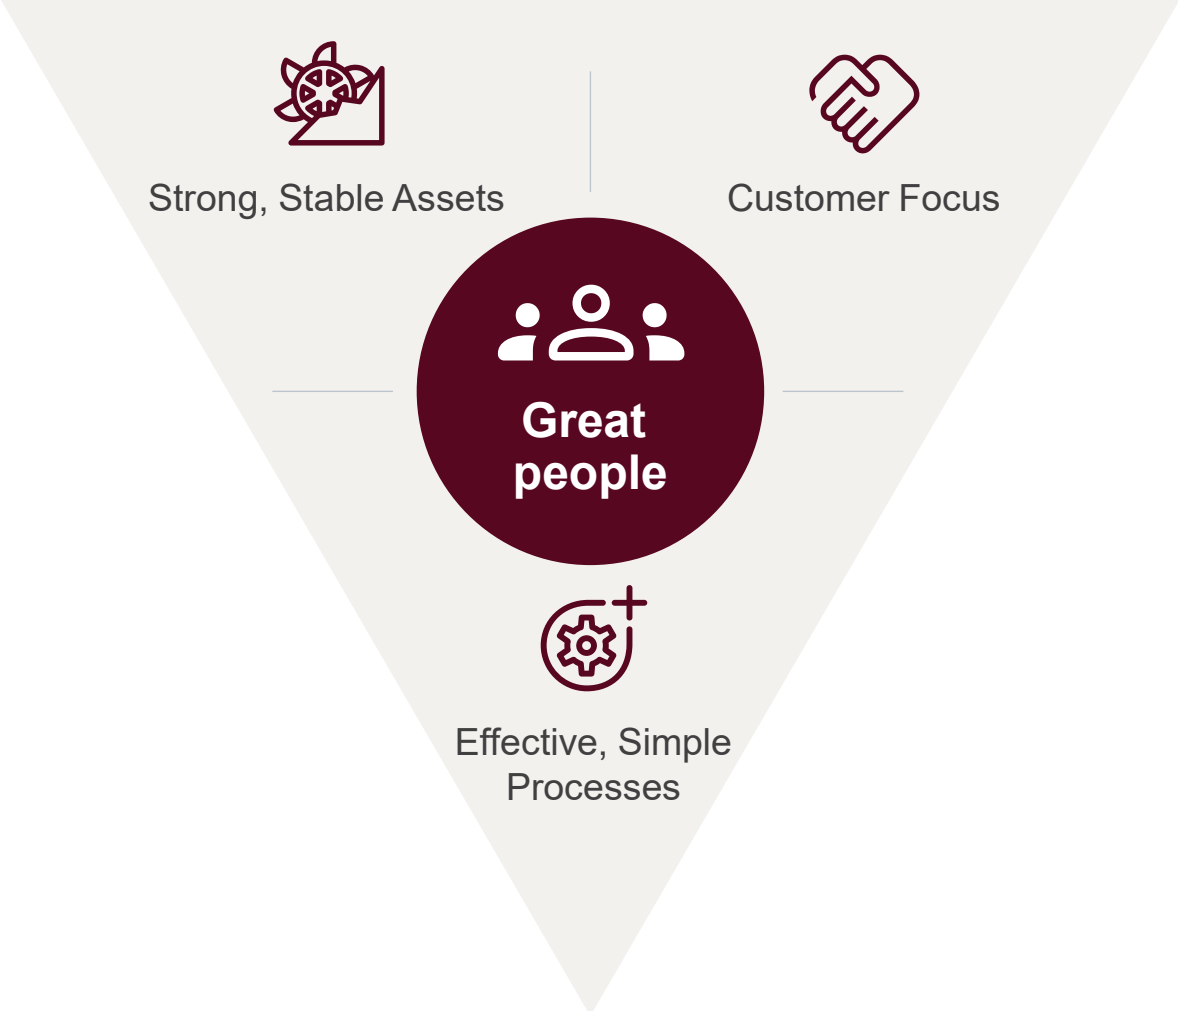 Strong, Stable Assets
Customer Focus
Great
people
Effective, Simple
Processes